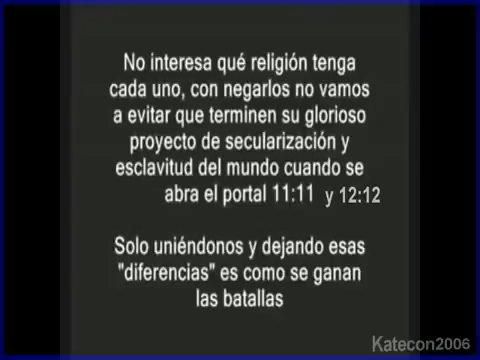 No interesa qué religión tenga
cada uno, con negarlos no vamos
a evitar que terminen su glorioso
proyecto de secularización y
esclavitud del mundo cuando se
abra el portal 11:11 y 12:12
Solo uniéndonos y dejando esas
"diferencias" es como se ganan
las batallas
Katecon2006